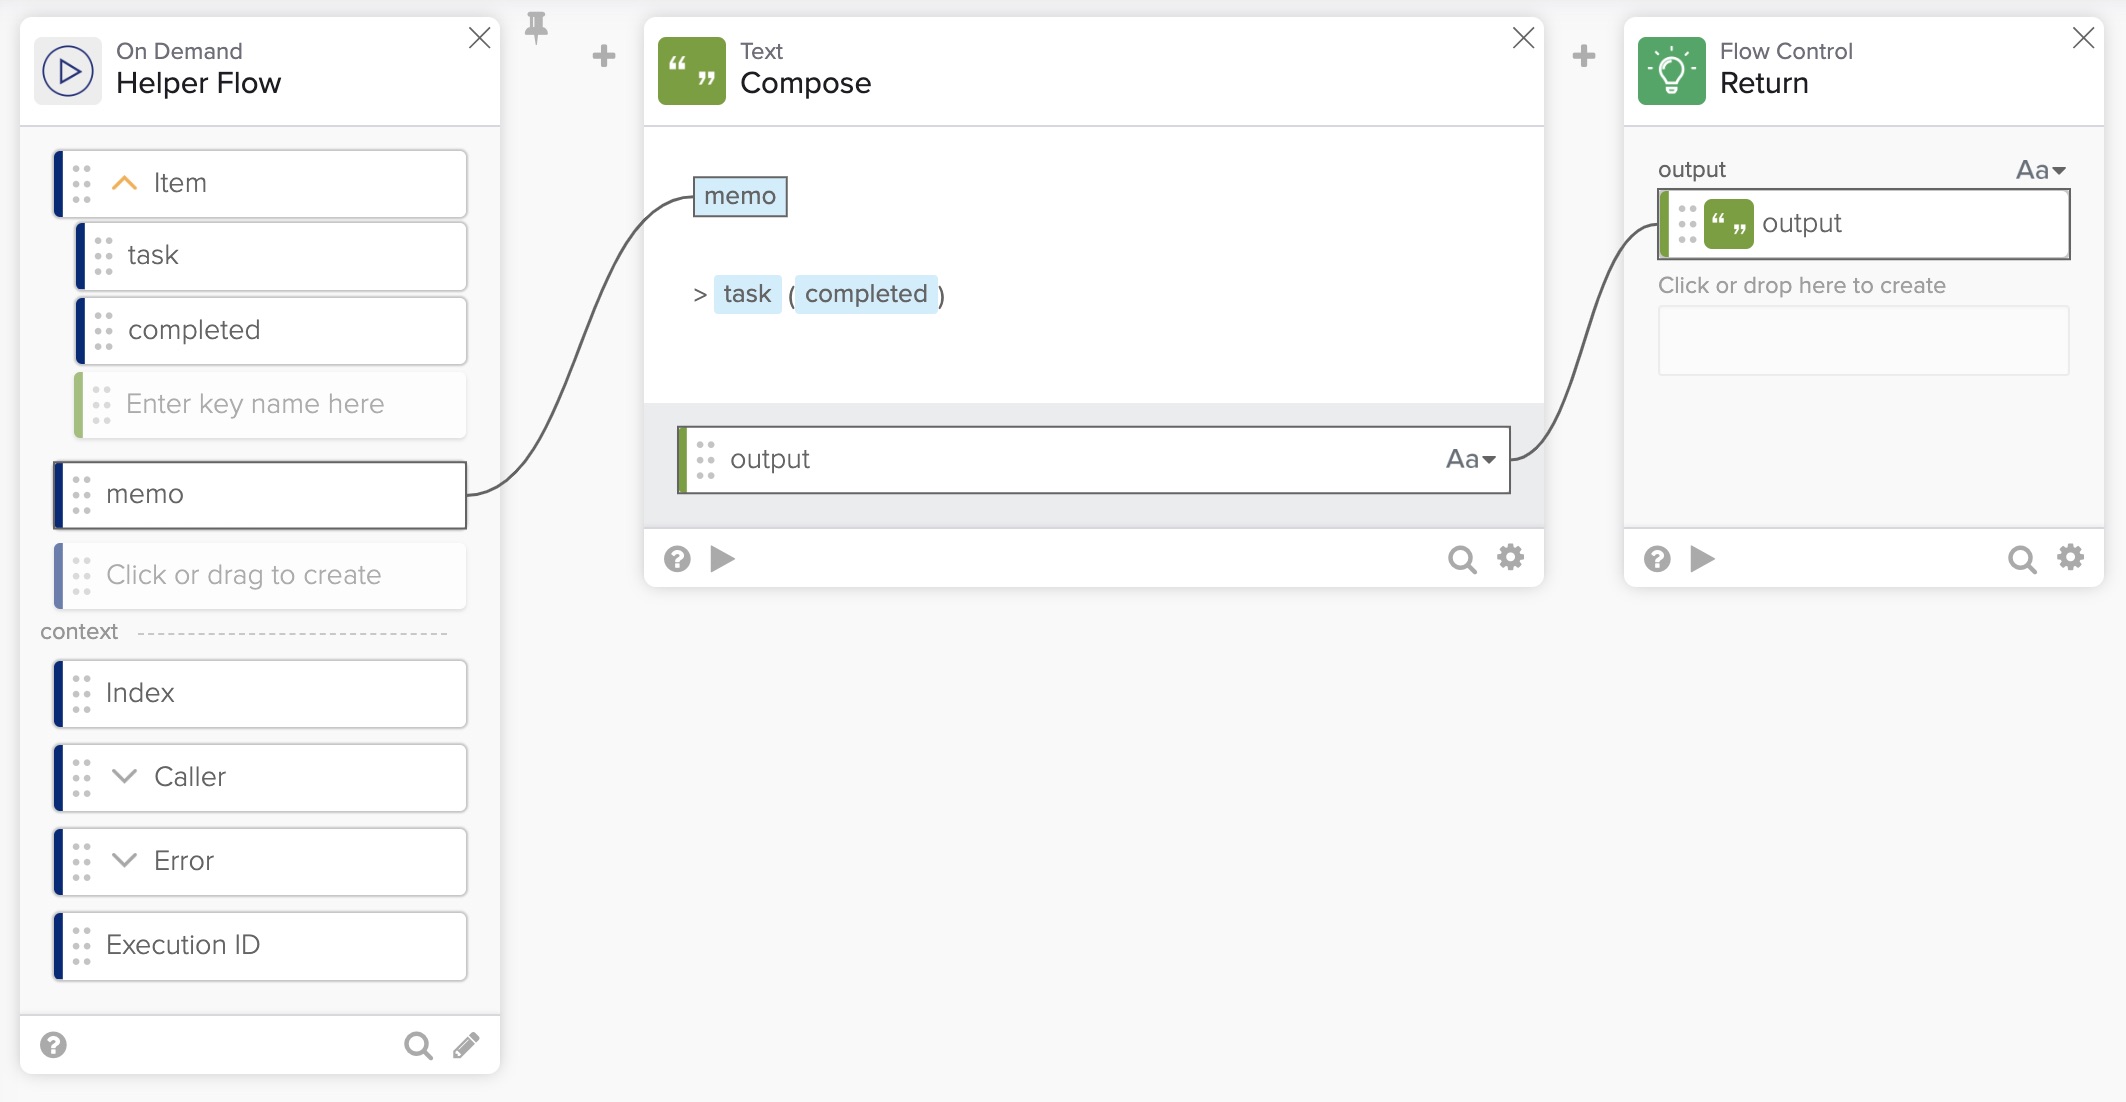 On Demand
Helper Flow
Item
task
completed
Enter key name here
memo
Click or drag to create
context
Index
Caller
Error
Execution ID
?
“ ”
Text
Compose
memo
> task (completed)
output Aa
?
Flow Control
Return
output Aa
“ ” output
Click or drop here to create
?